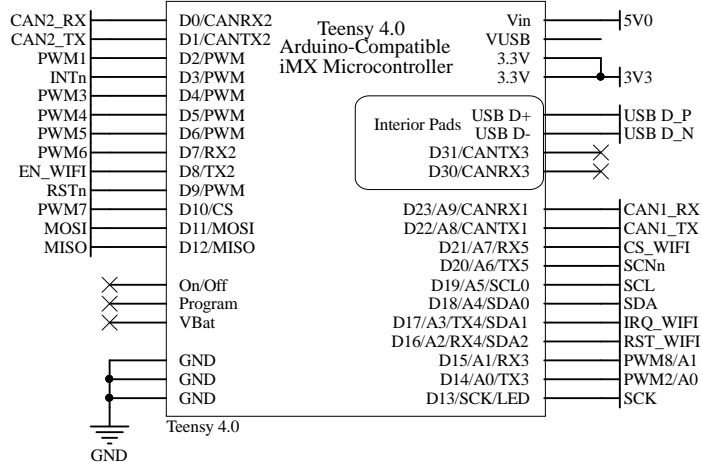 Teensy 4.0
Arduino-Compatible
iMX Microcontroller
CAN2_RX D0/CANRX2
CAN2_TX D1/CANTX2
PWM1 D2/PWM
INTn D3/PWM
PWM3 D4/PWM
PWM4 D5/PWM
PWM5 D6/PWM
PWM6 D7/RX2
EN_WIFI D8/TX2
RSTn D9/PWM
PWM7 D10/CS
MOSI D11/MOSI
MISO D12/MISO
On/Off
Program
VBat
GND
GND
GND
GND
Vin 5V0
VUSB
3.3V
3.3V 3V3
Interior Pads
USB D+ USB D_P
USB D- USB D_N
D31/CANTX3
D30/CANRX3
D23/A9/CANRX1 CAN1_RX
D22/A8/CANTX1 CAN1_TX
D21/A7/RX5 CS_WIFI
D20/A6/TX5 SCNn
D19/A5/SCL0 SCL
D18/A4/SDA0 SDA
D17/A3/TX4/SDA1 IRQ_WIFI
D16/A2/RX4/SDA2 RST_WIFI
D15/A1/RX3 PWM8/A1
D14/A0/TX3 PWM2/A0
D13/SCK/LED SCK
Teensy 4.0